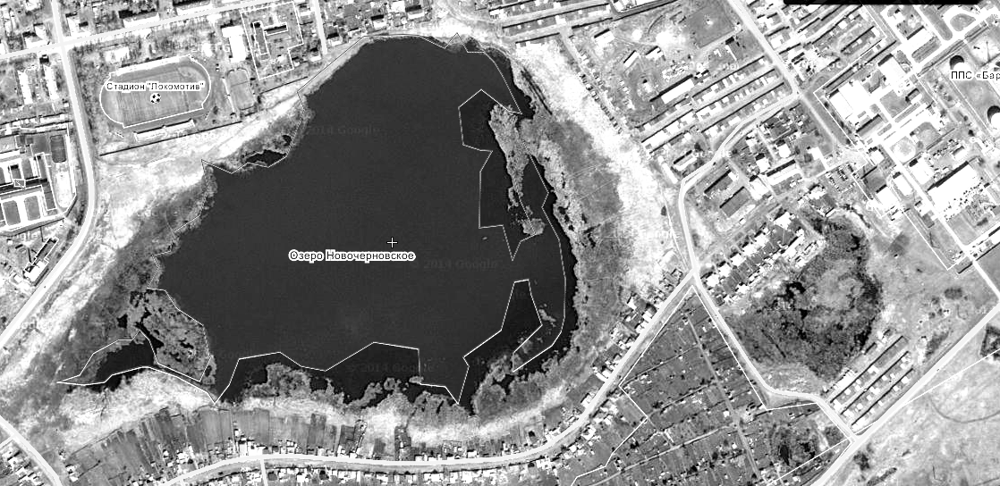 Стадион "Локомотив"
ППС «Бар
2014 Google
Озеро Новочерновское
© 2014 Google
© 2014 Google